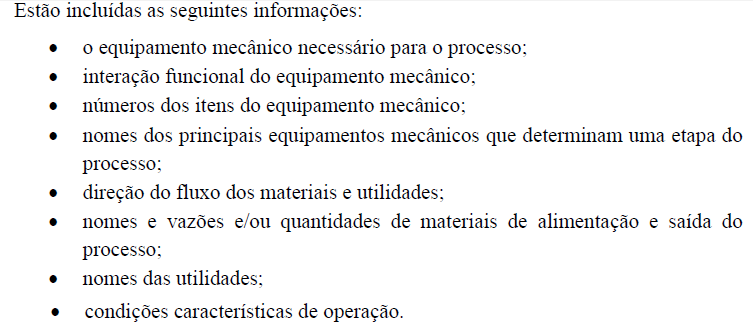 Estão incluídas as seguintes informações:
• o equipamento mecânico necessário para o processo;
• interação funcional do equipamento mecânico;
• números dos itens do equipamento mecânico;
• nomes dos principais equipamentos mecânicos que determinam uma etapa do
processo;
• direção do fluxo dos materiais e utilidades;
• nomes e vazões e/ou quantidades de materiais de alimentação e saída do
processo;
• nomes das utilidades;
• condições características de operação.